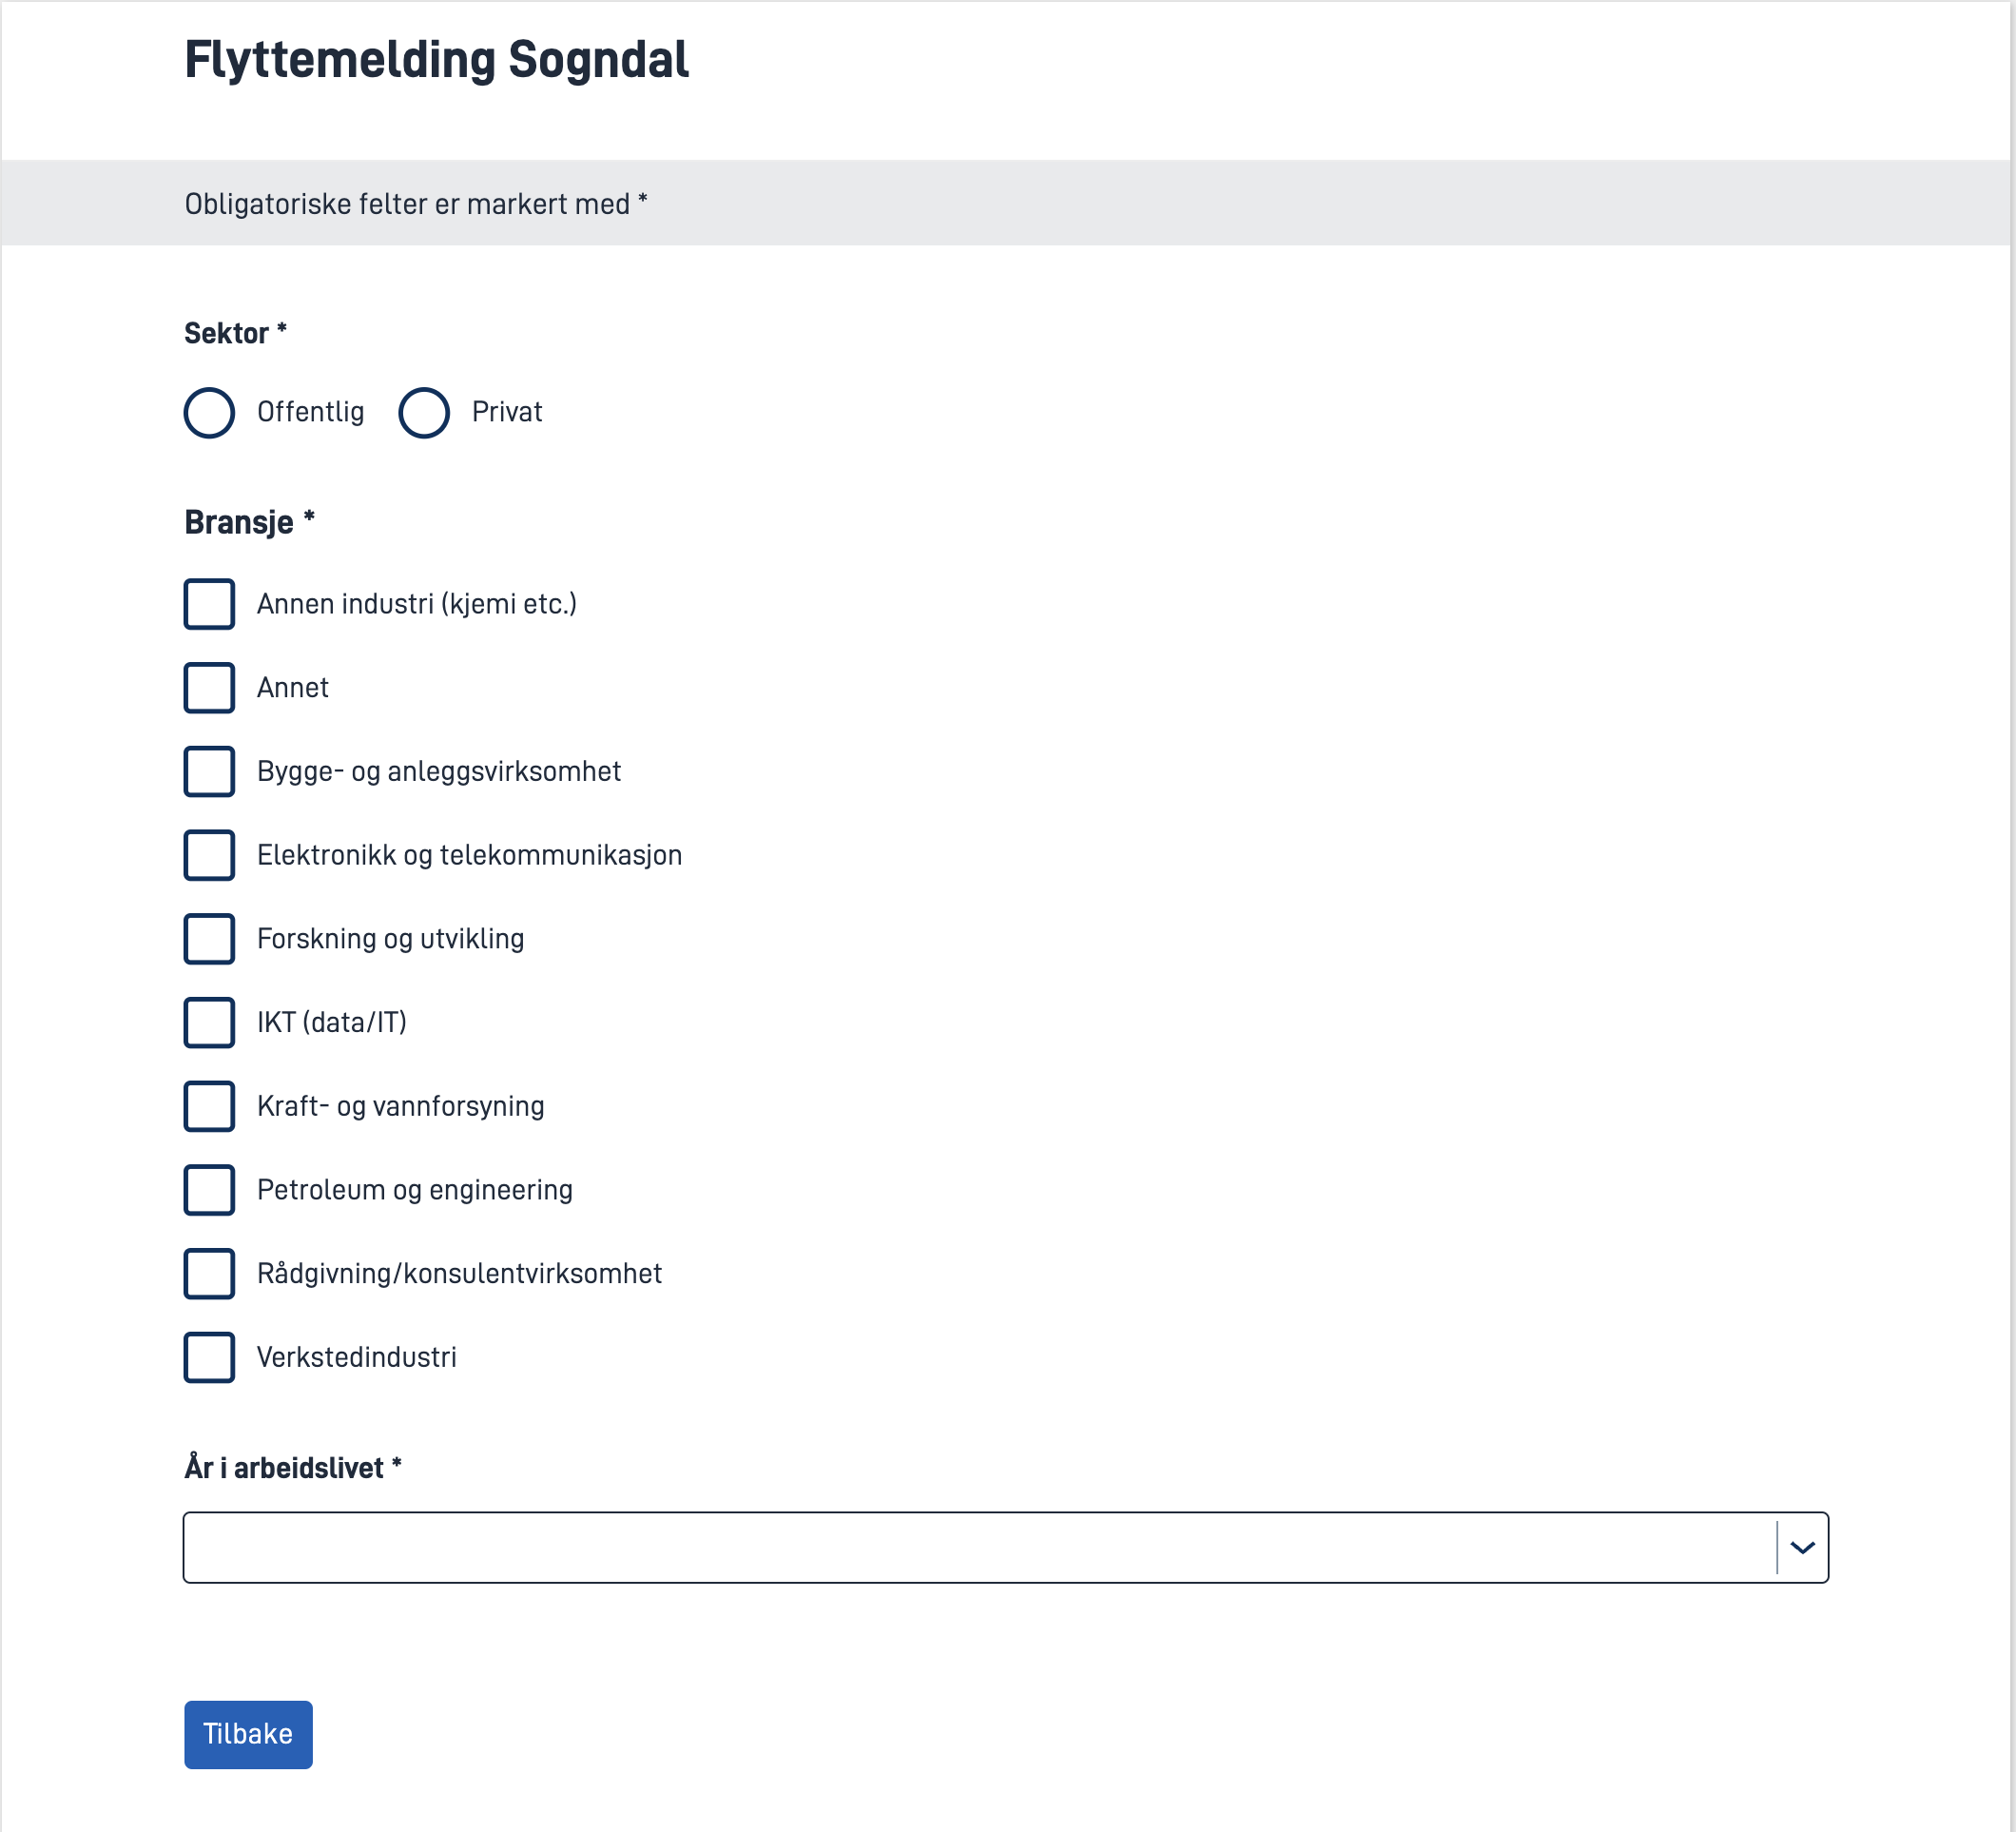 Flyttemelding Sogndal
Obligatoriske felter er markert med *
Sektor *
Offentlig Privat
Bransje *
Annen industri (kjemi etc.)
Annet
Bygge- og anleggsvirksomhet
Elektronikk og telekommunikasjon
Forskning og utvikling
IKT (data/IT)
Kraft- og vannforsyning
Petroleum og engineering
Rådgivning/konsulentvirksomhet
Verkstedindustri
År i arbeidslivet *
Tilbake